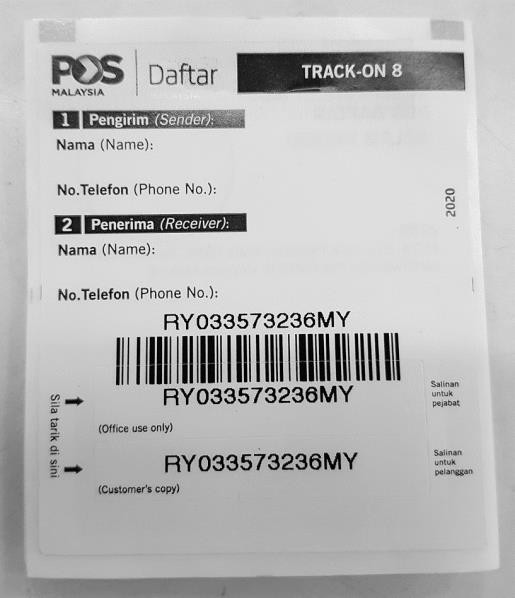 POS MALAYSIA Daftar TRACK-ON 8
1 Pengirim (Sender):
Nama (Name):
No.Telefon (Phone No.):
2020
2 Penerima (Receiver):
Nama (Name):
No.Telefon (Phone No.):
RY033573236MY
RY033573236MY
Salinan
untuk
pejabat
(Office use only)
Sila tarik di sini
RY033573236MY
Salinan
untuk
pelanggan
(Customer's copy)